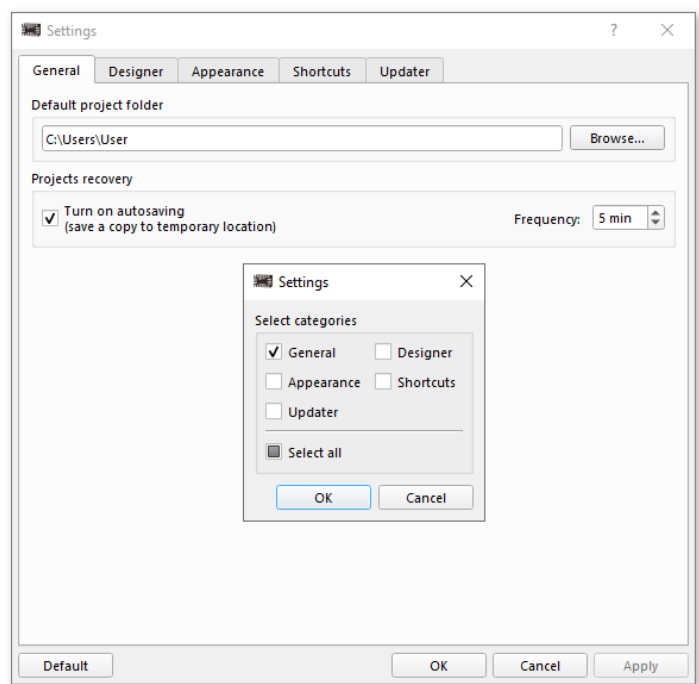 Settings
General Designer Appearance Shortcuts Updater
Default project folder
C:\Users\User Browse...
Projects recovery
Turn on autosaving
(save a copy to temporary location)
Frequency: 5 min
Settings
Select categories
General Designer
Appearance Shortcuts
Updater
Select all
OK Cancel
Default OK Cancel Apply